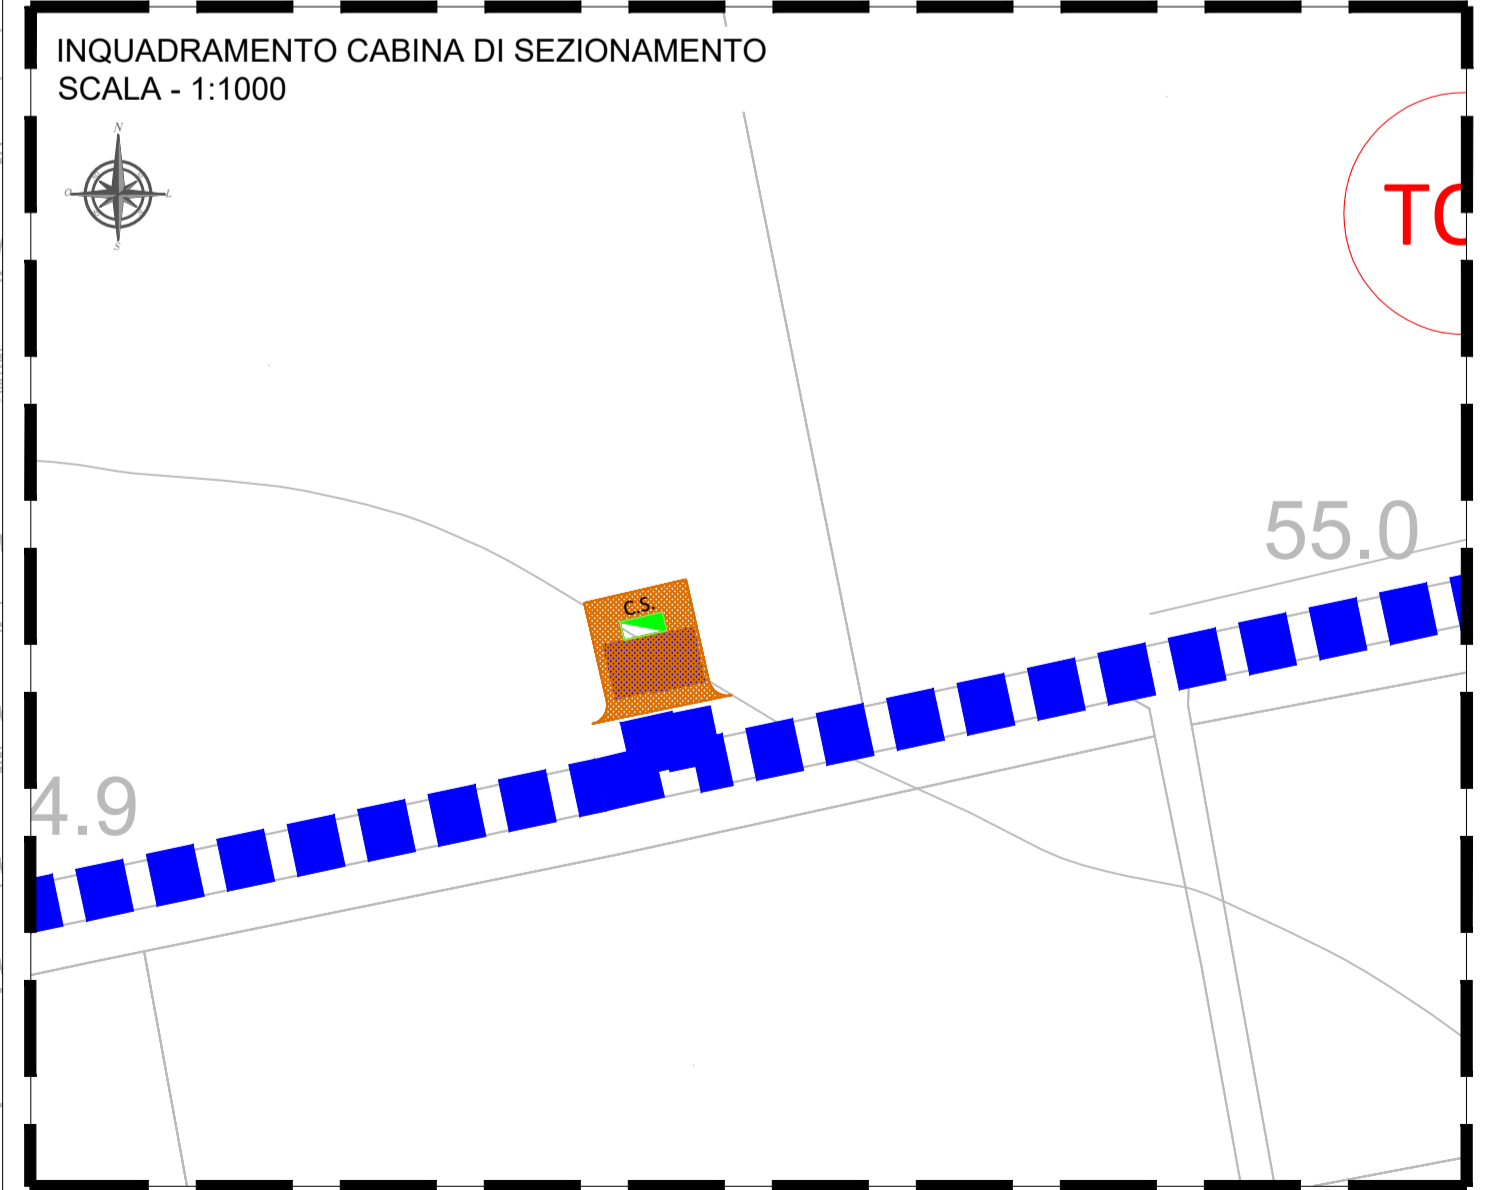 INQUADRAMENTO CABINA DI SEZIONAMENTO
SCALA - 1:1000
N
O
L
S
TC
55.0
C.S.
4.9